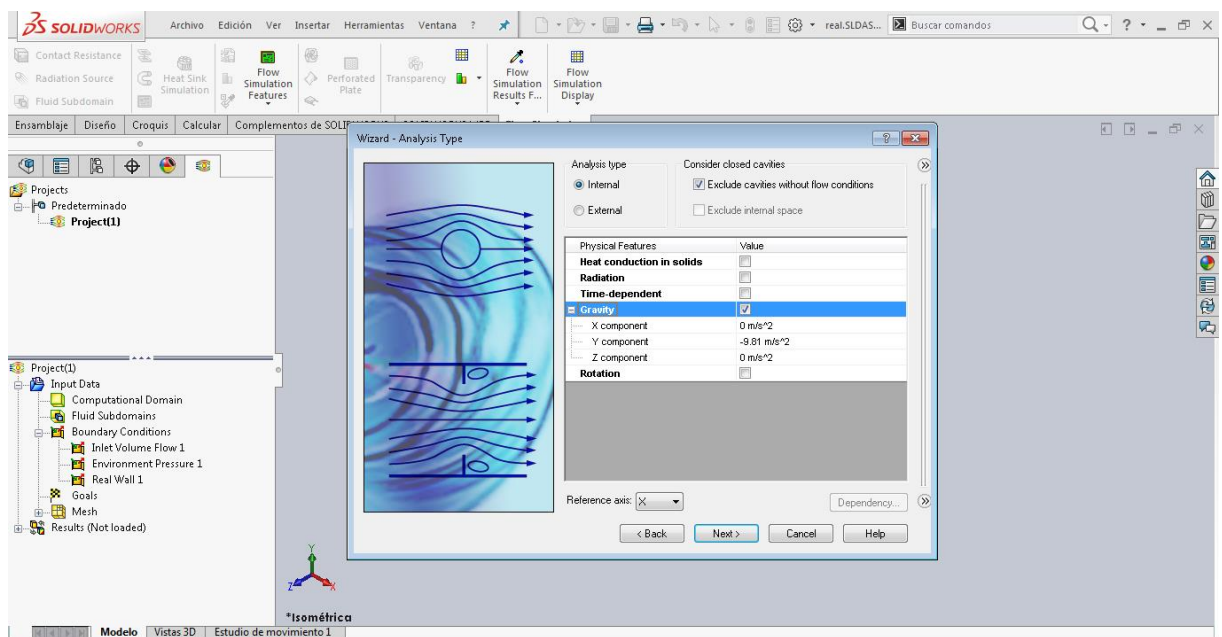 SOLIDWORKS Archivo Edición Ver Insertar Herramientas Ventana ? real.SLDAS... Buscar comandos ?
Contact Resistance
Radiation Source
Fluid Subdomain
Heat Sink
Simulation
Flow
Simulation
Features
Perforated
Plate
Transparency
Flow
Simulation
Results F...
Flow
Simulation
Display
Ensamblaje Diseño Croquis Calcular
Wizard - Analysis Type
Projects
Predeterminado
Project(1)
Analysis type
Internal
External
Consider closed cavities
Exclude cavities without flow conditions
Exclude internal space
Physical Features Value
Heat conduction in solids
Radiation
Time-dependent
Gravity
X component 0 m/s^2
Y component -9.81 m/s^2
Z component 0 m/s^2
Rotation
Reference axis: X Dependency...
< Back Next > Cancel Help
Project(1)
Input Data
Computational Domain
Fluid Subdomains
Boundary Conditions
Inlet Volume Flow 1
Environment Pressure 1
Real Wall 1
Goals
Mesh
Results (Not loaded)
Y
Z X
*Isométrica
Modelo Vistas 3D Estudio de movimiento 1